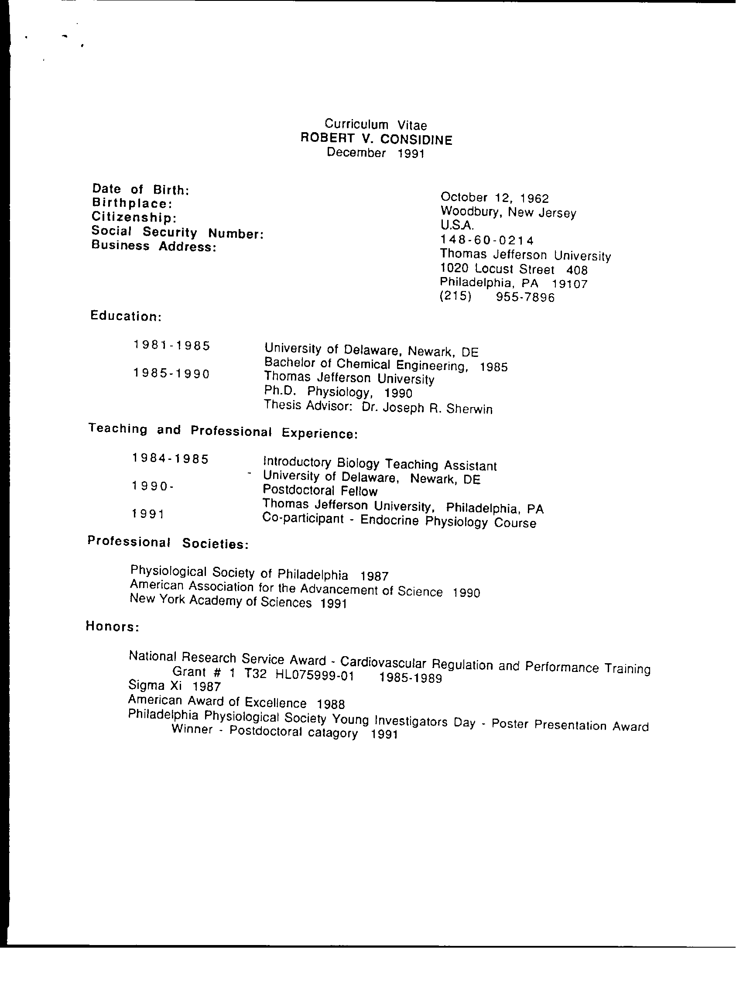 Curriculum Vitae
ROBERT V. CONSIDINE
December 1991
Date of Birth: October 12, 1962
Birthplace: Woodbury, New Jersey
Citizenship: U.S.A.
Social Security Number: 148-60-0214
Business Address: Thomas Jefferson University
1020 Locust Street 408
Philadelphia, PA 19107
(215) 955-7896
Education:
1981-1985 University of Delaware, Newark, DE
Bachelor of Chemical Engineering, 1985
1985-1990 Thomas Jefferson University
Ph.D. Physiology, 1990
Thesis Advisor: Dr. Joseph R. Sherwin
Teaching and Professional Experience:
1984-1985 Introductory Biology Teaching Assistant
University of Delaware, Newark, DE
1990- Postdoctoral Fellow
Thomas Jefferson University, Philadelphia, PA
1991 Co-participant - Endocrine Physiology Course
Professional Societies:
Physiological Society of Philadelphia 1987
American Association for the Advancement of Science 1990
New York Academy of Sciences 1991
Honors:
National Research Service Award - Cardiovascular Regulation and Performance Training
Grant # 1 T32 HL075999-01 1985-1989
Sigma Xi 1987
American Award of Excellence 1988
Philadelphia Physiological Society Young Investigators Day - Poster Presentation Award
Winner - Postdoctoral catagory 1991